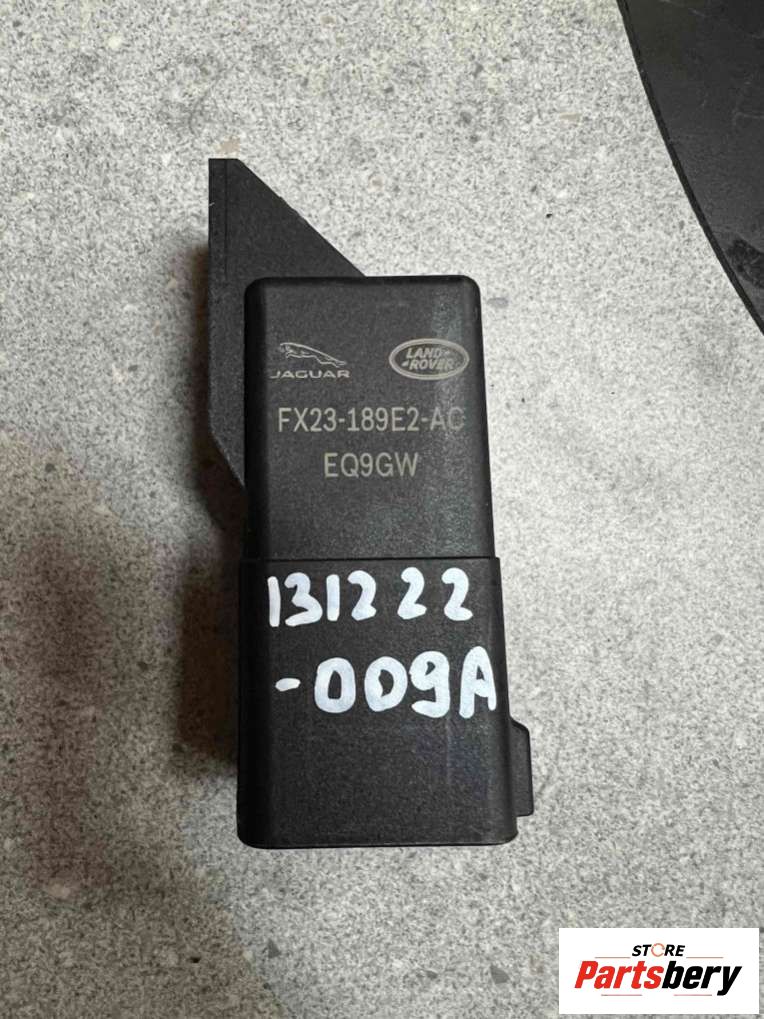 JAGUAR
LAND
ROVER
FX23-189E2-AC
EQ9GW
131222
-009A
STORE
Partsbery